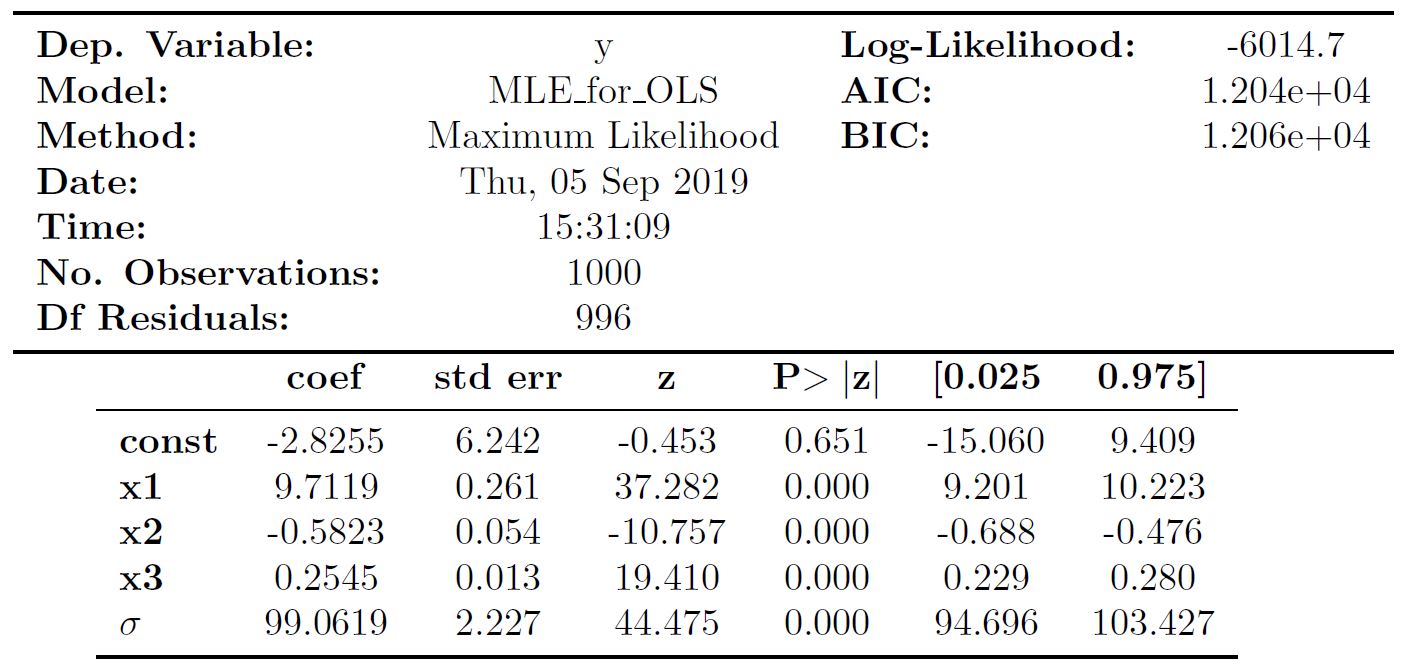 Dep. Variable: y Log-Likelihood: -6014.7
Model: MLE_for_OLS AIC: 1.204e+04
Method: Maximum Likelihood BIC: 1.206e+04
Date: Thu, 05 Sep 2019
Time: 15:31:09
No. Observations: 1000
Df Residuals: 996
coef std err z P> |z| [0.025 0.975]
const -2.8255 6.242 -0.453 0.651 -15.060 9.409
x1 9.7119 0.261 37.282 0.000 9.201 10.223
x2 -0.5823 0.054 -10.757 0.000 -0.688 -0.476
x3 0.2545 0.013 19.410 0.000 0.229 0.280
σ 99.0619 2.227 44.475 0.000 94.696 103.427